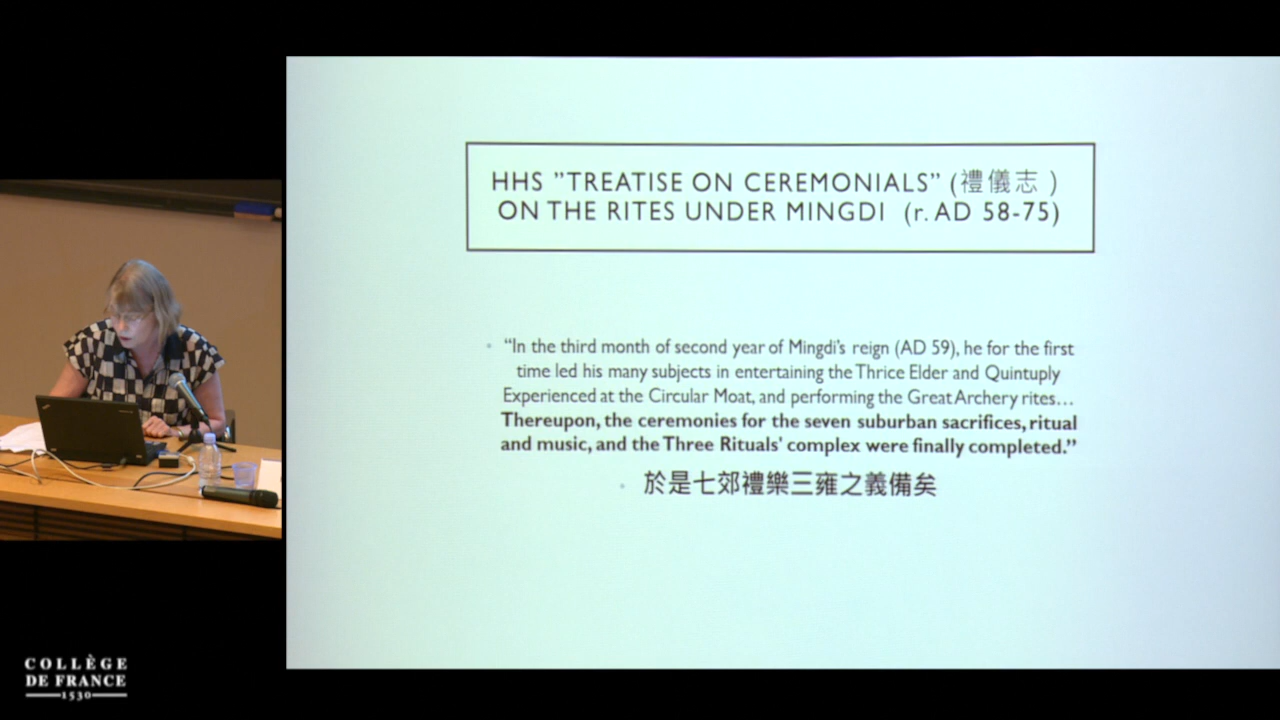 HHS ”TREATISE ON CEREMONIALS” (禮儀志 )
ON THE RITES UNDER MINGDI (r. AD 58-75)
“In the third month of second year of Mingdi’s reign (AD 59), he for the first
time led his many subjects in entertaining the Thrice Elder and Quintuply
Experienced at the Circular Moat, and performing the Great Archery rites…
Thereupon, the ceremonies for the seven suburban sacrifices, ritual
and music, and the Three Rituals’ complex were finally completed.”
於是七郊禮樂三雍之義備矣
COLLÈGE
DE FRANCE
1530